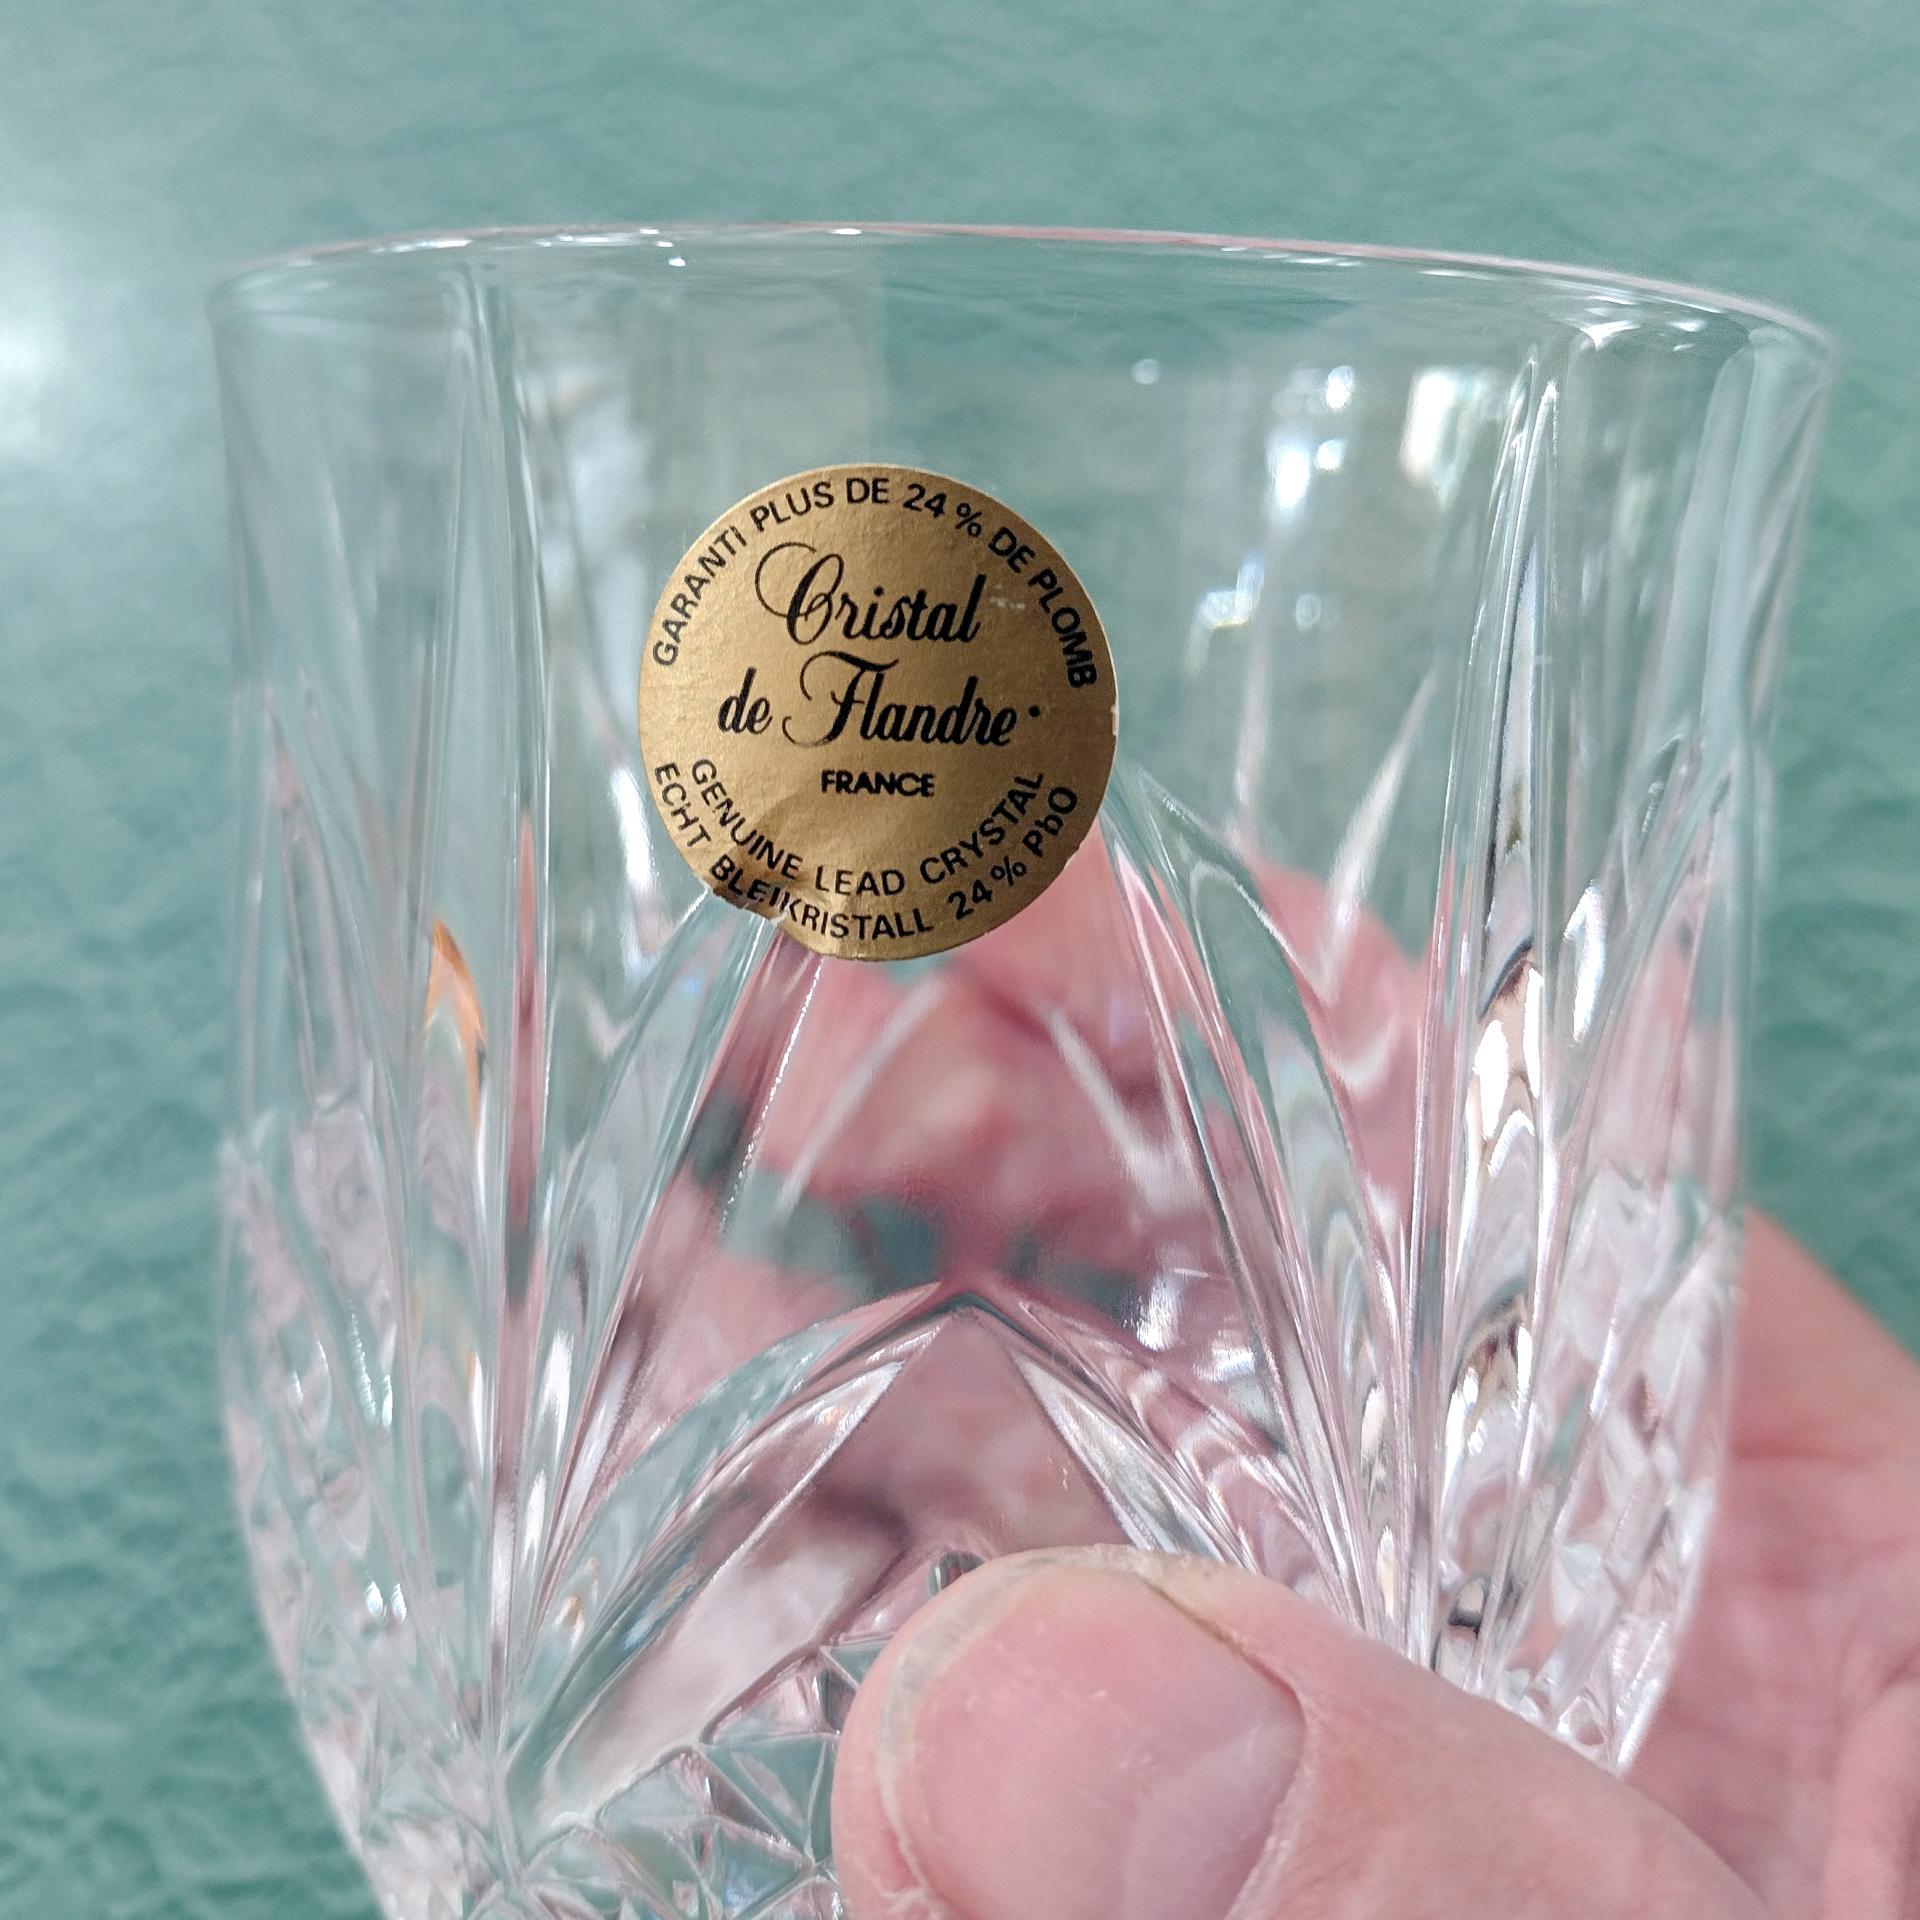 GARANTI PLUS DE 24 % DE PLOMB
Cristal
de Flandre
FRANCE
GENUINE LEAD CRYSTAL
ECHT BLEIKRISTALL 24 % PbO